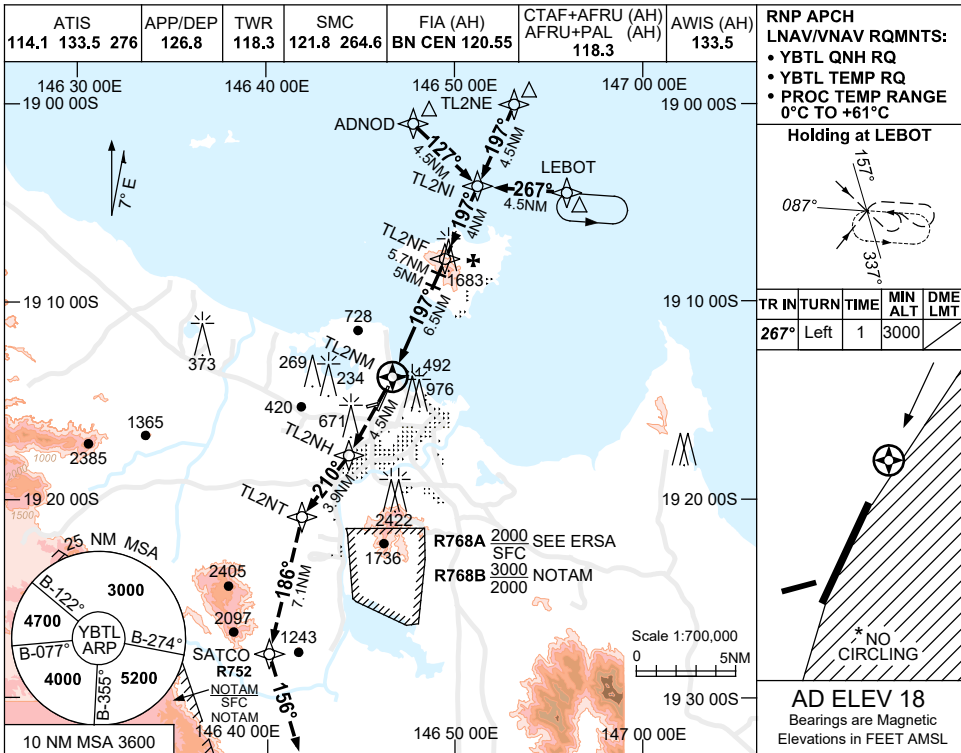 ATIS
114.1 133.5 276
APP/DEP
126.8
TWR
118.3
SMC
121.8 264.6
FIA (AH)
BN CEN 120.55
CTAF+AFRU (AH)
AFRU+PAL (AH)
118.3
AWIS (AH)
133.5
RNP APCH
LNAV/VNAV RQMNTS:
• YBTL QNH RQ
• YBTL TEMP RQ
• PROC TEMP RANGE
0°C TO +61°C
Holding at LEBOT
157°
087°
337°
TR IN TURN TIME MIN ALT DME LMT
267° Left 1 3000
146 30 00E
146 40 00E
146 50 00E
147 00 00E
19 00 00S
19 00 00S
TL2NE
ADNOD
127°
4.5NM
197°
4.5NM
LEBOT
TL2NI
267°
4.5NM
7° E
197°
4NM
TL2NF
5.7NM
5NM
1683
19 10 00S
19 10 00S
197°
6.5NM
728
TL2NM
373
269
234
492
976
420
671
4.5NM
1365
2385
1000
TL2NH
210°
3.9NM
TL2NT
19 20 00S
19 20 00S
1500
2422
1736
R768A 2000 SEE ERSA
SFC
R768B 3000 NOTAM
2000
186°
7.1NM
2405
2097
1243
SATCO
R752
NOTAM
SFC
NOTAM
156°
25 NM MSA
3000
B-122°
4700
YBTL
ARP
B-274°
B-077°
4000
B-355°
5200
10 NM MSA 3600
Scale 1:700,000
0 5NM
19 30 00S
146 40 00E
146 50 00E
147 00 00E
*NO
CIRCLING
AD ELEV 18
Bearings are Magnetic
Elevations in FEET AMSL